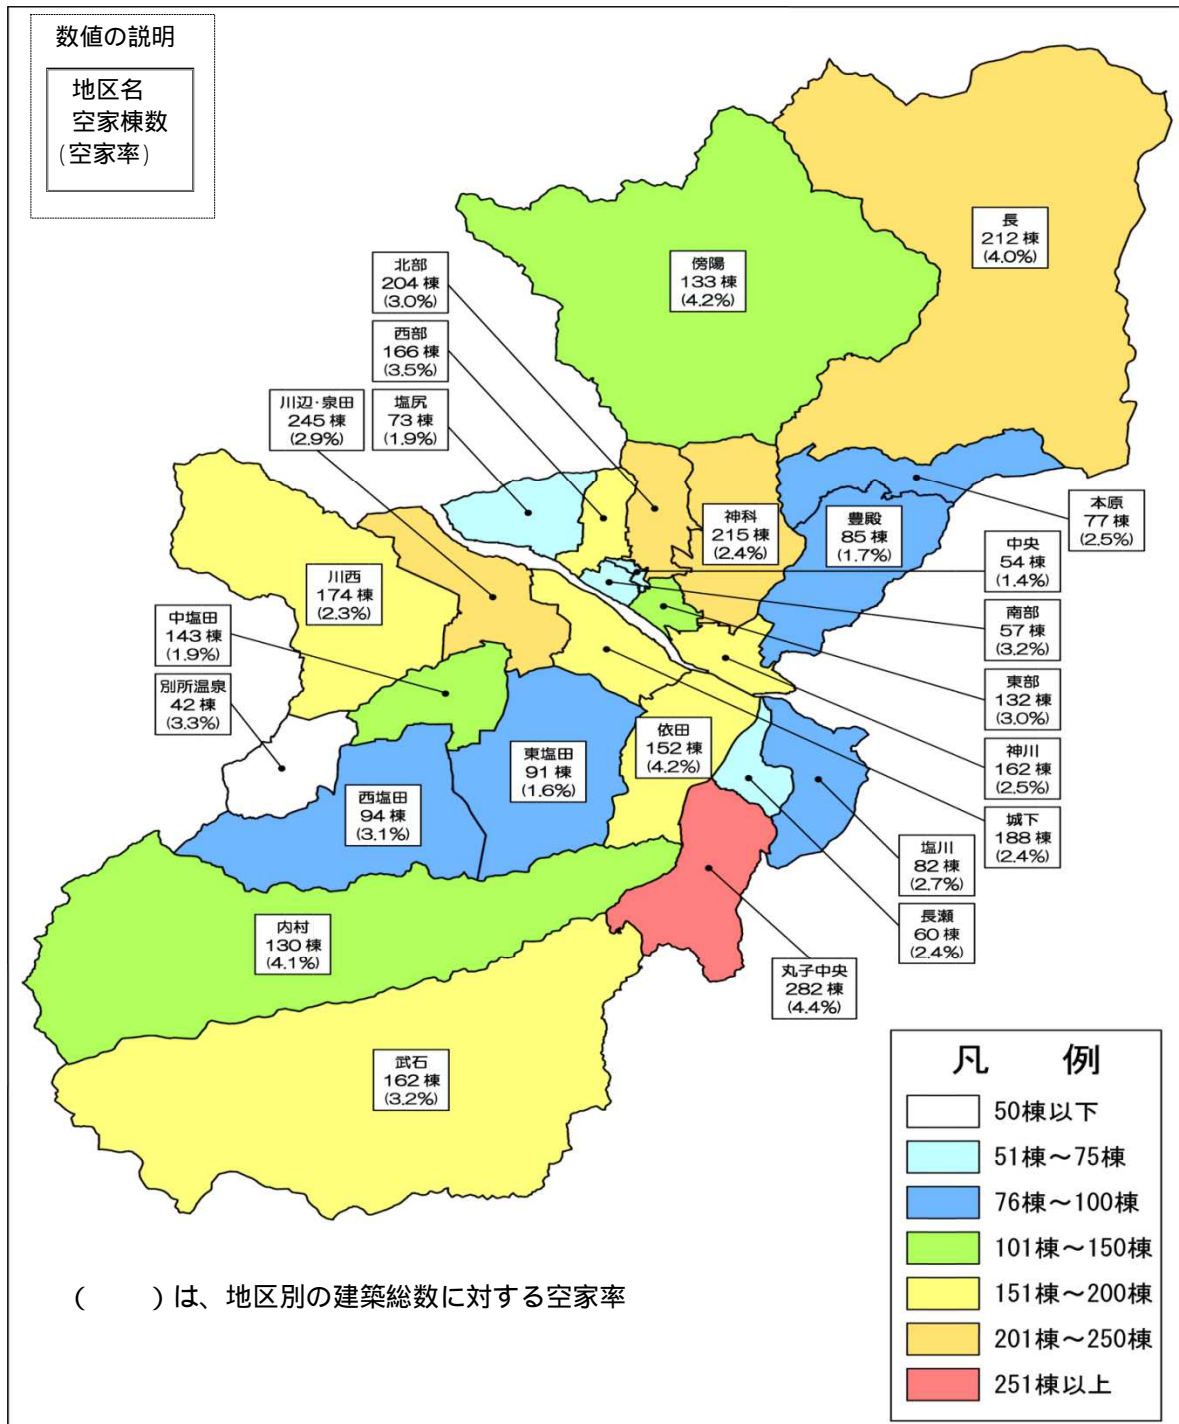 数値の説明
地区名
空家棟数
(空家率)
長
212 棟
(4.0%)
傍陽
133 棟
(4.2%)
北部
204 棟
(3.0%)
西部
166 棟
(3.5%)
川辺・泉田
245 棟
(2.9%)
塩尻
73 棟
(1.9%)
本原
77 棟
(2.5%)
神科
215 棟
(2.4%)
豊殿
85 棟
(1.7%)
中央
54 棟
(1.4%)
川西
174 棟
(2.3%)
南部
57 棟
(3.2%)
中塩田
143 棟
(1.9%)
東部
132 棟
(3.0%)
別所温泉
42 棟
(3.3%)
依田
152 棟
(4.2%)
神川
162 棟
(2.5%)
東塩田
91 棟
(1.6%)
西塩田
94 棟
(3.1%)
城下
188 棟
(2.4%)
塩川
82 棟
(2.7%)
長瀬
60 棟
(2.4%)
内村
130 棟
(4.1%)
丸子中央
282 棟
(4.4%)
武石
162 棟
(3.2%)
凡　例
50棟以下
51棟～75棟
76棟～100棟
101棟～150棟
151棟～200棟
201棟～250棟
251棟以上
(　　)は、地区別の建築総数に対する空家率